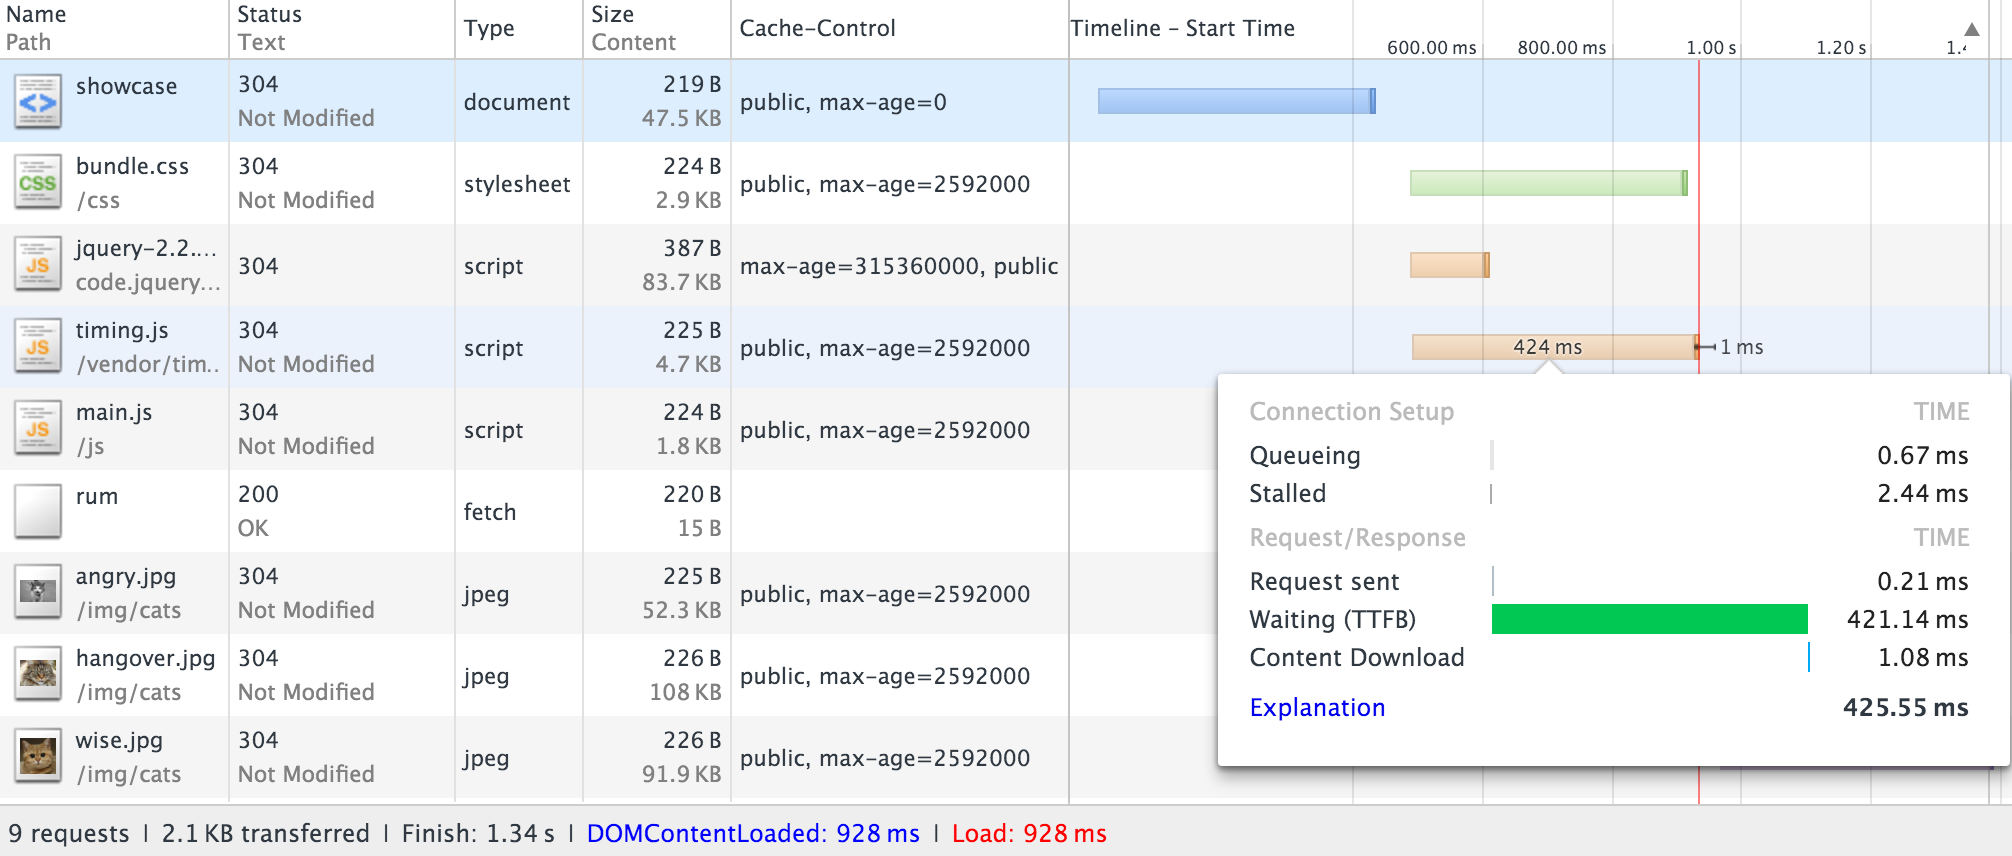 Name Status Type Size Cache-Control Timeline – Start Time
Path Text Content
600.00 ms 800.00 ms 1.00 s 1.20 s
showcase 304 Not Modified document 219 B 47.5 KB public, max-age=0
bundle.css /css 304 Not Modified stylesheet 224 B 2.9 KB public, max-age=2592000
jquery-2.2.... code.jquery... 304 script 387 B 83.7 KB max-age=315360000, public
timing.js /vendor/tim... 304 Not Modified script 225 B 4.7 KB public, max-age=2592000 424 ms 1 ms
main.js /js 304 Not Modified script 224 B 1.8 KB public, max-age=2592000
rum 200 OK fetch 220 B 15 B
angry.jpg /img/cats 304 Not Modified jpeg 225 B 52.3 KB public, max-age=2592000
hangover.jpg /img/cats 304 Not Modified jpeg 226 B 108 KB public, max-age=2592000
wise.jpg /img/cats 304 Not Modified jpeg 226 B 91.9 KB public, max-age=2592000
<>
CSS
JS
JS
JS
Connection Setup TIME
Queueing 0.67 ms
Stalled 2.44 ms
Request/Response TIME
Request sent 0.21 ms
Waiting (TTFB) 421.14 ms
Content Download 1.08 ms
Explanation 425.55 ms
9 requests | 2.1 KB transferred | Finish: 1.34 s | DOMContentLoaded: 928 ms | Load: 928 ms